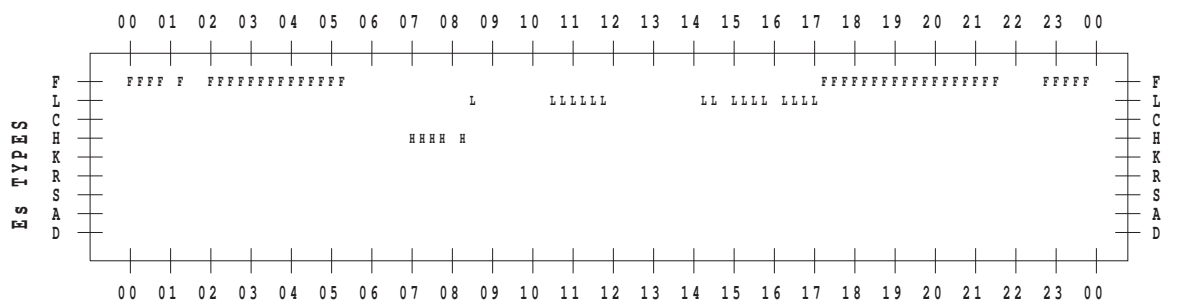 00 01 02 03 04 05 06 07 08 09 10 11 12 13 14 15 16 17 18 19 20 21 22 23 00
F FFFF F FFFFFFFFFFFFFF FFFFFFFFFFFFFFFFFF FFFFF F
L L LLLLLL LL LLLL LLLL L
C C
H HHHH H H
K K
R R
S S
A A
D D
Es TYPES
00 01 02 03 04 05 06 07 08 09 10 11 12 13 14 15 16 17 18 19 20 21 22 23 00